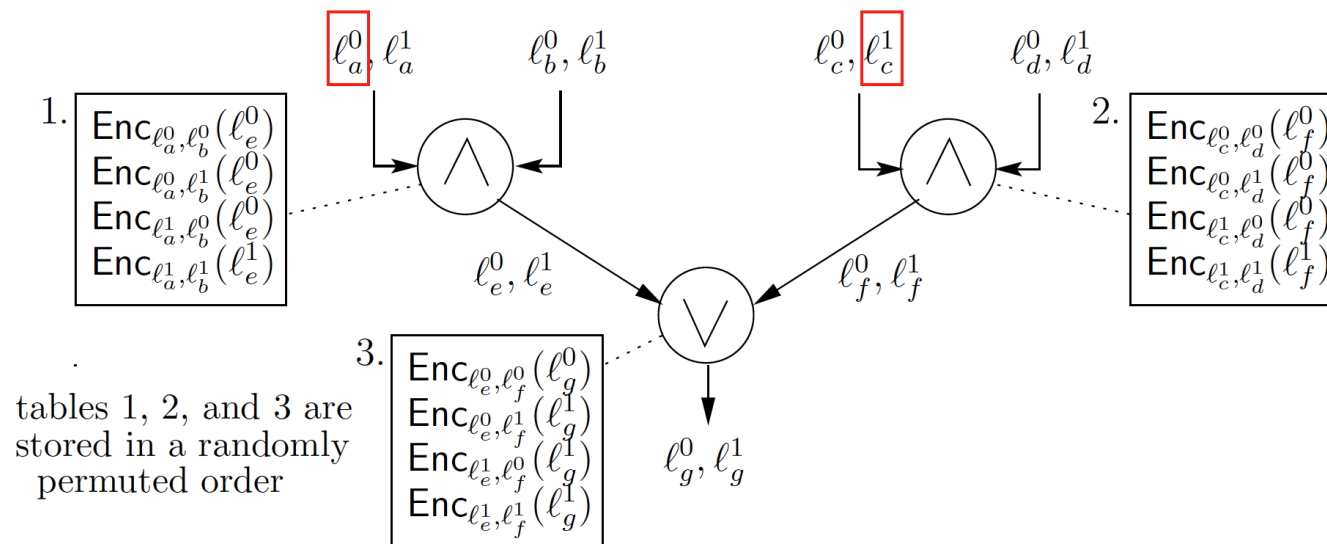 ℓ_a^0, ℓ_a^1
ℓ_b^0, ℓ_b^1
ℓ_c^0, ℓ_c^1
ℓ_d^0, ℓ_d^1
1.
Enc_{ℓ_a^0,ℓ_b^0}(ℓ_e^0)
Enc_{ℓ_a^0,ℓ_b^1}(ℓ_e^0)
Enc_{ℓ_a^1,ℓ_b^0}(ℓ_e^0)
Enc_{ℓ_a^1,ℓ_b^1}(ℓ_e^1)
∧
∧
2.
Enc_{ℓ_c^0,ℓ_d^0}(ℓ_f^0)
Enc_{ℓ_c^0,ℓ_d^1}(ℓ_f^0)
Enc_{ℓ_c^1,ℓ_d^0}(ℓ_f^0)
Enc_{ℓ_c^1,ℓ_d^1}(ℓ_f^1)
ℓ_e^0, ℓ_e^1
ℓ_f^0, ℓ_f^1
∨
3.
Enc_{ℓ_e^0,ℓ_f^0}(ℓ_g^0)
Enc_{ℓ_e^0,ℓ_f^1}(ℓ_g^1)
Enc_{ℓ_e^1,ℓ_f^0}(ℓ_g^1)
Enc_{ℓ_e^1,ℓ_f^1}(ℓ_g^1)
ℓ_g^0, ℓ_g^1
tables 1, 2, and 3 are
stored in a randomly
permuted order